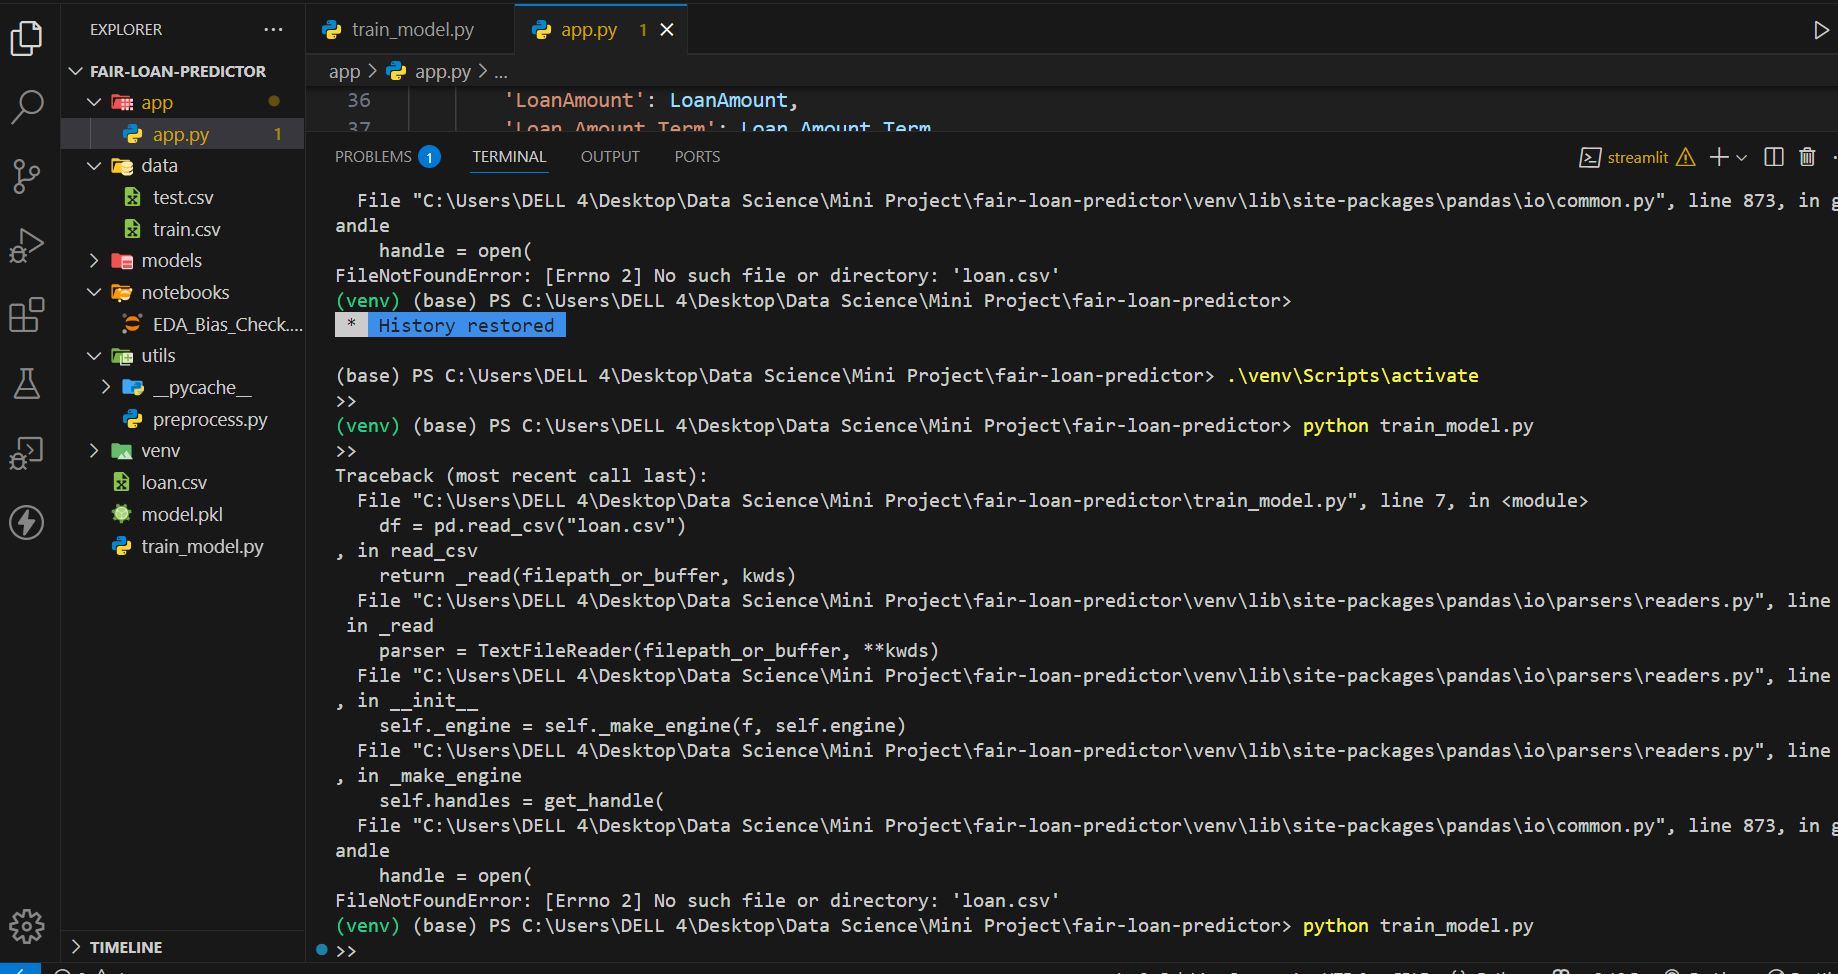 EXPLORER ...
FAIR-LOAN-PREDICTOR
app
app.py 1
data
test.csv
train.csv
models
notebooks
EDA_Bias_Check....
utils
__pycache__
preprocess.py
venv
loan.csv
model.pkl
train_model.py
TIMELINE
train_model.py
app.py 1
app > app.py > ...
36 'LoanAmount': LoanAmount,
37 'Loan_Amount_Term': Loan_Amount_Term
PROBLEMS 1 TERMINAL OUTPUT PORTS
streamlit
File "C:\Users\DELL 4\Desktop\Data Science\Mini Project\fair-loan-predictor\venv\lib\site-packages\pandas\io\common.py", line 873, in g
andle
handle = open(
FileNotFoundError: [Errno 2] No such file or directory: 'loan.csv'
(venv) (base) PS C:\Users\DELL 4\Desktop\Data Science\Mini Project\fair-loan-predictor>
* History restored
(base) PS C:\Users\DELL 4\Desktop\Data Science\Mini Project\fair-loan-predictor> .\venv\Scripts\activate
>>
(venv) (base) PS C:\Users\DELL 4\Desktop\Data Science\Mini Project\fair-loan-predictor> python train_model.py
>>
Traceback (most recent call last):
File "C:\Users\DELL 4\Desktop\Data Science\Mini Project\fair-loan-predictor\train_model.py", line 7, in <module>
df = pd.read_csv("loan.csv")
, in read_csv
return _read(filepath_or_buffer, kwds)
File "C:\Users\DELL 4\Desktop\Data Science\Mini Project\fair-loan-predictor\venv\lib\site-packages\pandas\io\parsers\readers.py", line
in _read
parser = TextFileReader(filepath_or_buffer, **kwds)
File "C:\Users\DELL 4\Desktop\Data Science\Mini Project\fair-loan-predictor\venv\lib\site-packages\pandas\io\parsers\readers.py", line
, in __init__
self._engine = self._make_engine(f, self.engine)
File "C:\Users\DELL 4\Desktop\Data Science\Mini Project\fair-loan-predictor\venv\lib\site-packages\pandas\io\parsers\readers.py", line
, in _make_engine
self.handles = get_handle(
File "C:\Users\DELL 4\Desktop\Data Science\Mini Project\fair-loan-predictor\venv\lib\site-packages\pandas\io\common.py", line 873, in g
andle
handle = open(
FileNotFoundError: [Errno 2] No such file or directory: 'loan.csv'
(venv) (base) PS C:\Users\DELL 4\Desktop\Data Science\Mini Project\fair-loan-predictor> python train_model.py
>>